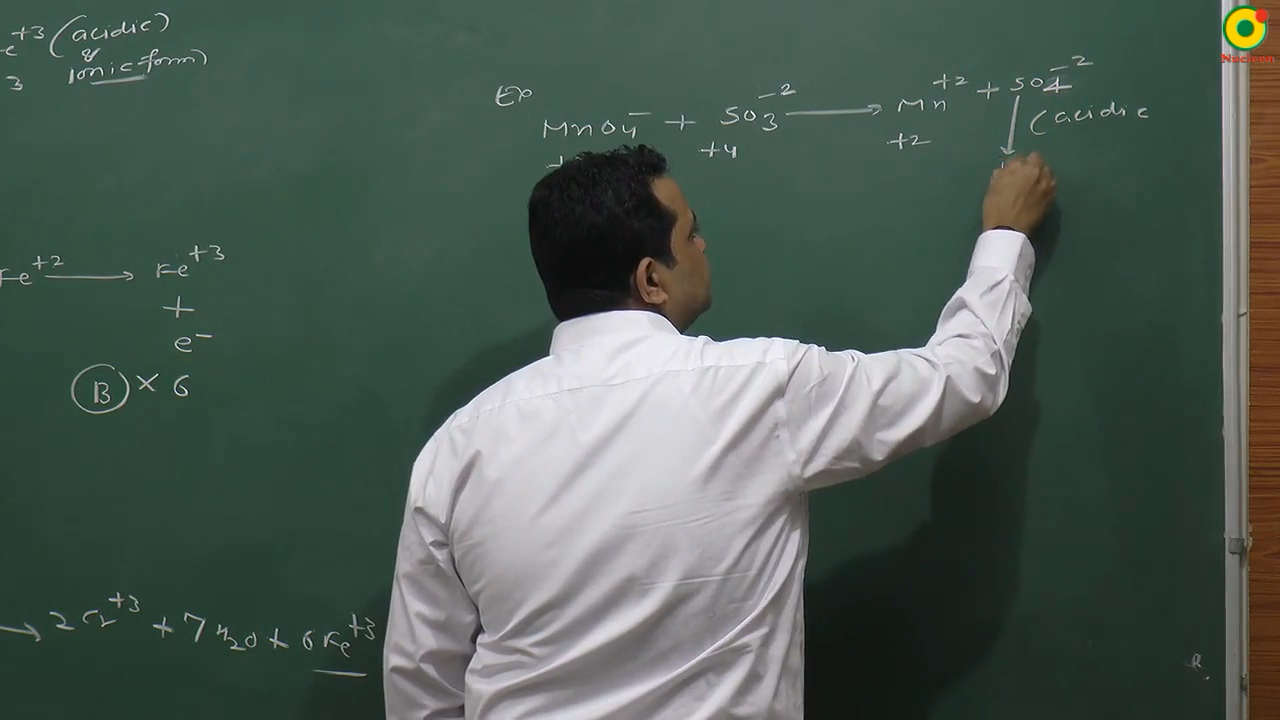 e⁺³ (acidic)
3 & ionic form)
Ex
MnO₄⁻ + SO₃⁻² ⟶ Mn⁺² + SO₄⁻²
+ +4 +2 (acidic
Fe⁺² ⟶ Fe⁺³
+
e⁻
B × 6
→ 2Cr⁺³ + 7H₂O + 6Fe⁺³